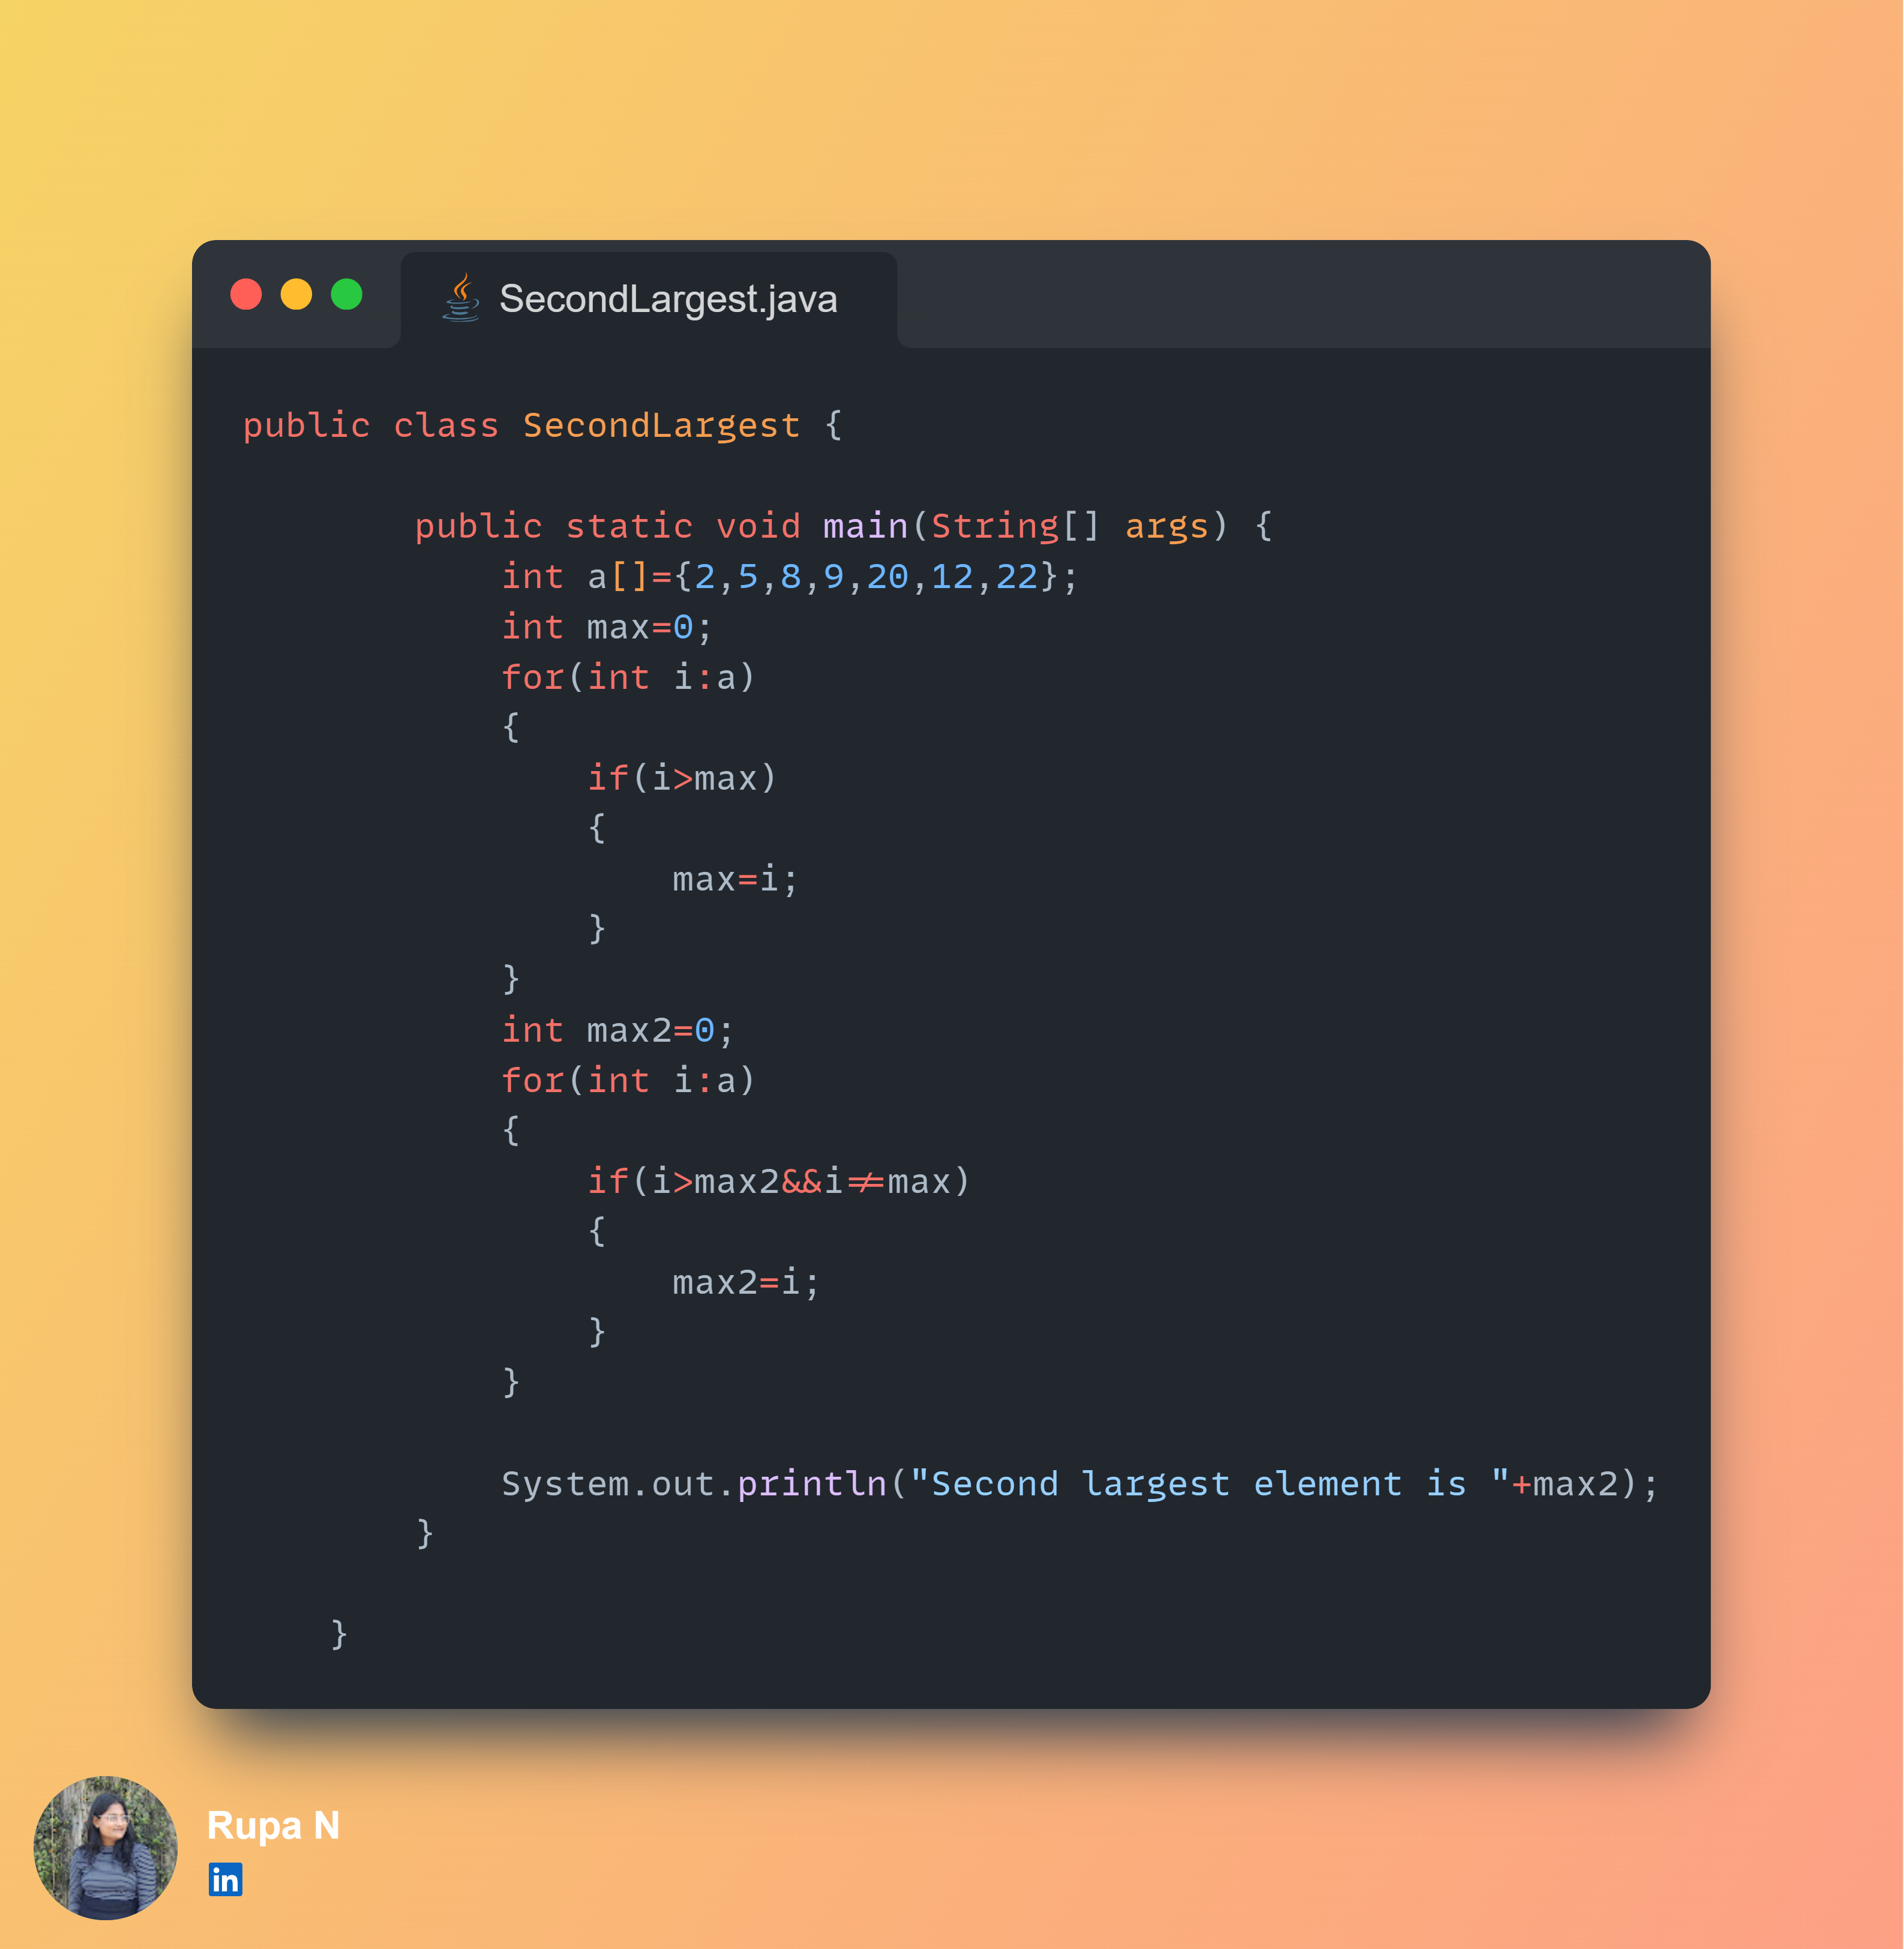 SecondLargest.java
public class SecondLargest {
public static void main(String[] args) {
int a[]={2,5,8,9,20,12,22};
int max=0;
for(int i:a)
{
if(i>max)
{
max=i;
}
}
int max2=0;
for(int i:a)
{
if(i>max2&&i!=max)
{
max2=i;
}
}
System.out.println("Second largest element is "+max2);
}
}
Rupa N
in